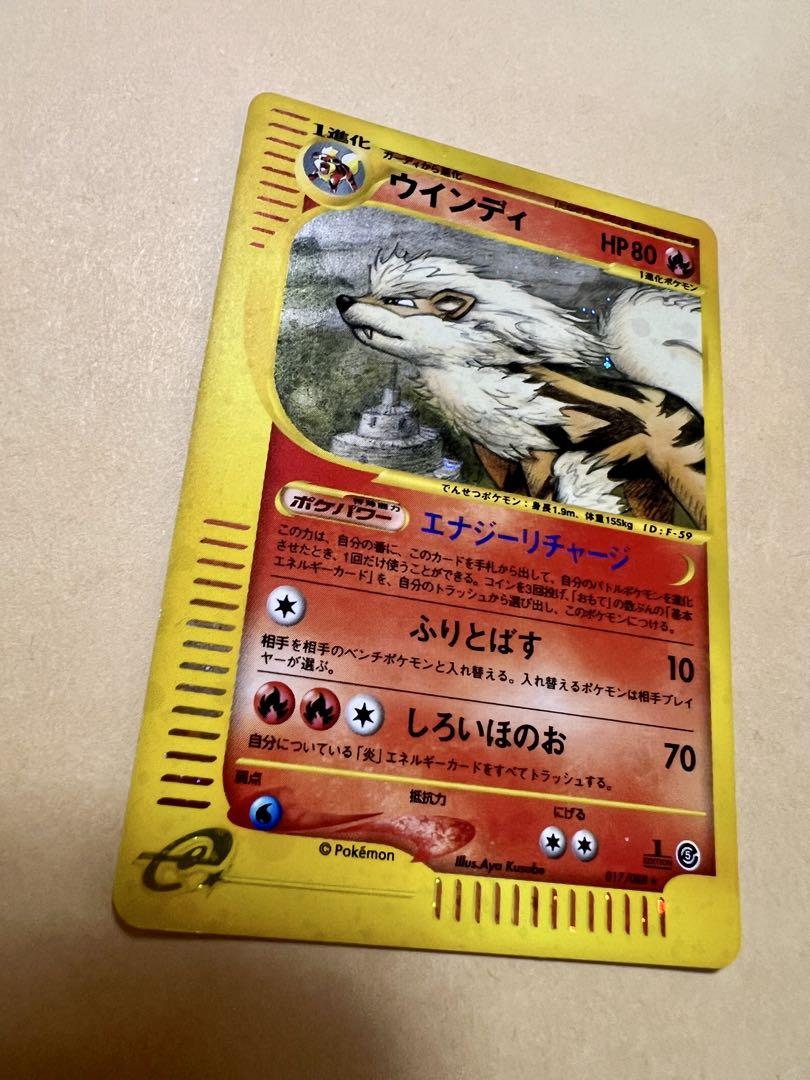 1進化
ガーディから進化
ウインディ
HP80
1進化ポケモン
でんせつポケモン：身長1.9m、体重155kg ID:F-59
特殊能力
ポケパワー
エナジーリチャージ
この力は、自分の番に、このカードを手札から出して、自分のバトルポケモンを進化
させたとき、1回だけ使うことができる。コインを3回投げ、「おもて」の数ぶんの「基本
エネルギーカード」を、自分のトラッシュから選び出し、このポケモンにつける。
ふりとばす
10
相手を相手のベンチポケモンと入れ替える。入れ替えるポケモンは相手プレイ
ヤーが選ぶ。
しろいほのお
70
自分についている「炎」エネルギーカードをすべてトラッシュする。
弱点
抵抗力
にげる
©Pokémon
Illus.Aya Kusube
1
EDITION
5
017/088★
e